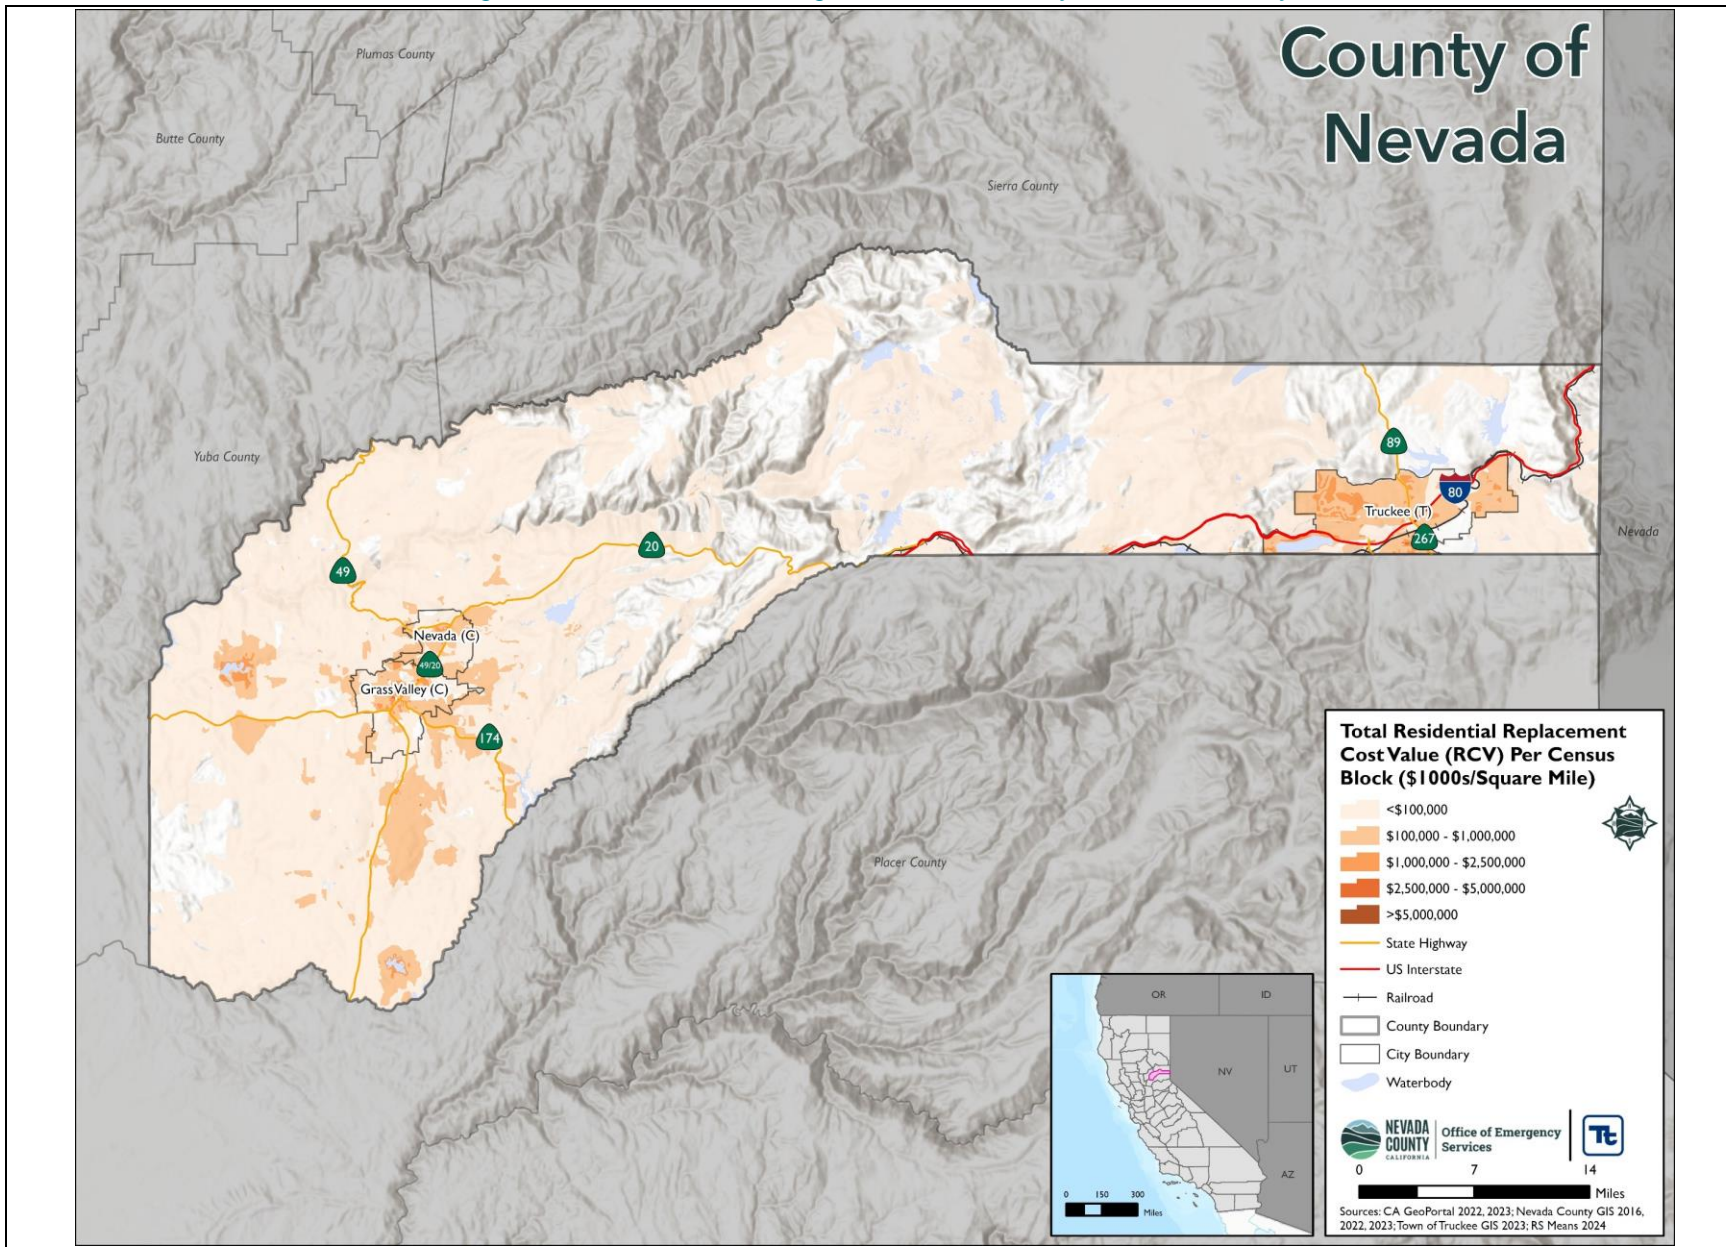 County of
Nevada
Plumas County
Butte County
Sierra County
Yuba County
89
80
Truckee (T)
267
Nevada
20
49
Nevada (C)
49/20
Grass Valley (C)
174
Placer County
Total Residential Replacement
Cost Value (RCV) Per Census
Block ($1000s/Square Mile)
<$100,000
$100,000 - $1,000,000
$1,000,000 - $2,500,000
$2,500,000 - $5,000,000
>$5,000,000
State Highway
US Interstate
Railroad
County Boundary
City Boundary
Waterbody
NEVADA
COUNTY
CALIFORNIA
Office of Emergency
Services
Tt
0 7 14
Miles
Sources: CA GeoPortal 2022, 2023; Nevada County GIS 2016,
2022, 2023; Town of Truckee GIS 2023; RS Means 2024
OR
ID
NV
UT
AZ
0 150 300
Miles